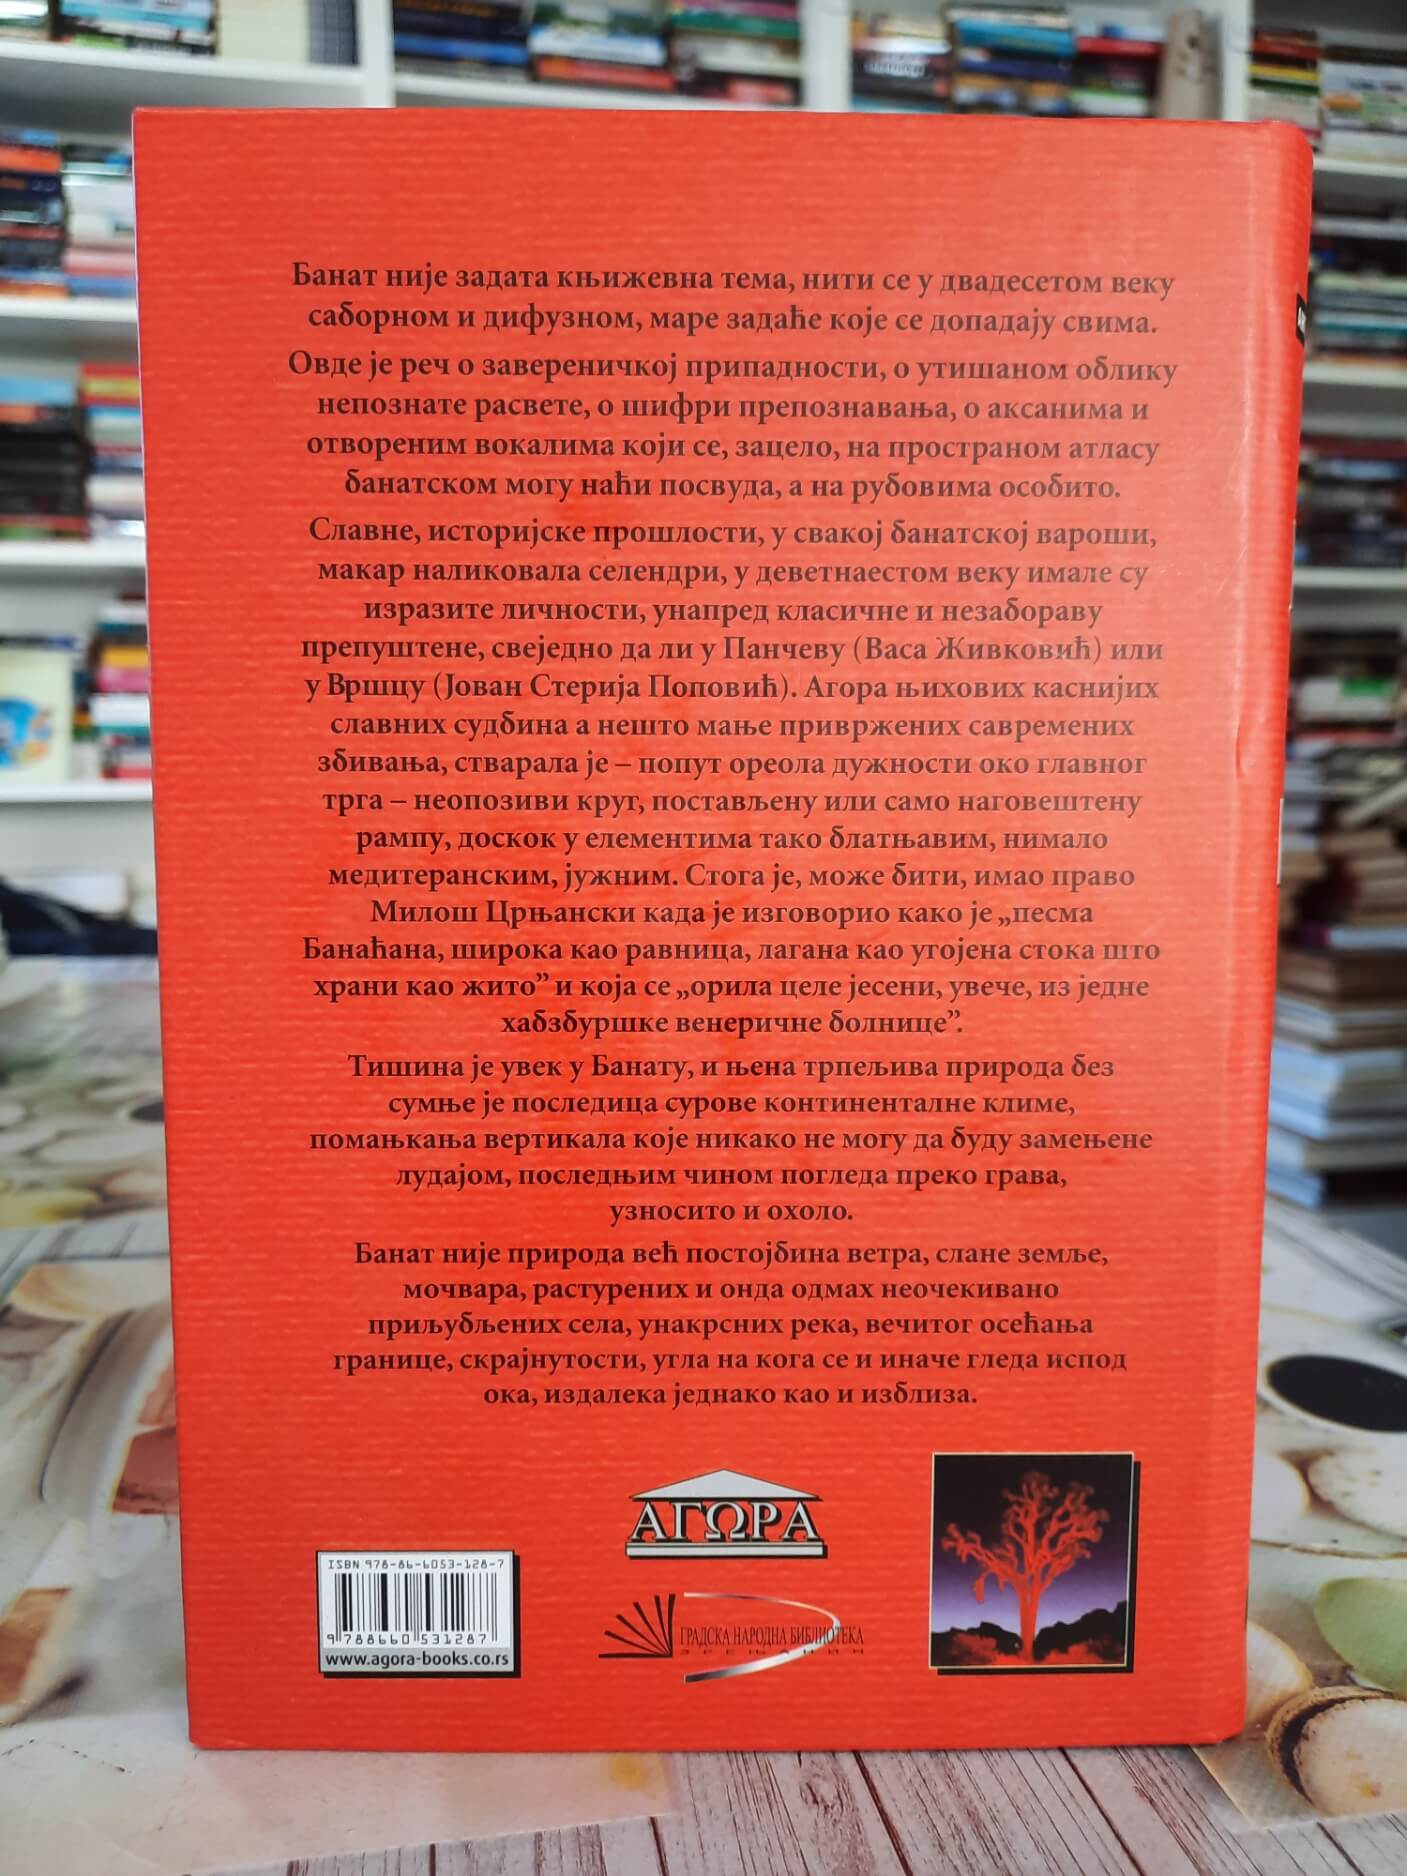 Банат није задата књижевна тема, нити се у двадесетом веку
саборном и дифузном, маре задаће које се допадају свима.
Овде је реч о завереничкој припадности, о утишаном облику
непознате расвете, о шифри препознавања, о аксанима и
отвореним вокалима који се, зацело, на пространом атласу
банатском могу наћи посвуда, а на рубовима особито.
Славне, историјске прошлости, у свакој банатској вароши,
макар наликовала селендри, у деветнаестом веку имале су
изразите личности, унапред класичне и незабораву
препуштене, свеједно да ли у Панчеву (Васа Живковић) или
у Вршцу (Јован Стерија Поповић). Агора њихових каснијих
славних судбина а нешто мање привржених савремених
збивања, стварала је – попут ореола дужности око главног
трга – неопозиви круг, постављену или само наговештену
рампу, доскок у елементима тако блатњавим, нимало
медитеранским, јужним. Стога је, може бити, имао право
Милош Црњански када је изговорио како је „песма
Банаћана, широка као равница, лагана као угојена стока што
храни као жито” и која се „орила целе јесени, увече, из једне
хабзбуршке венеричне болнице”.
Тишина је увек у Банату, и њена трпељива природа без
сумње је последица сурове континенталне климе,
помањкања вертикала које никако не могу да буду замењене
лудајом, последњим чином погледа преко грава,
узносито и охоло.
Банат није природа већ постојбина ветра, слане земље,
мочвара, растурених и онда одмах неочекивано
приљубљених села, унакрсних река, вечитог осећања
границе, скрајнутости, угла на кога се и иначе гледа испод
ока, издалека једнако као и изблиза.
АГΩРА
ISBN 978-86-6053-128-7
9 788660 531287
www.agora-books.co.rs
ГРАДСКА НАРОДНА БИБЛИОТЕКА
ЗРЕЊАНИН